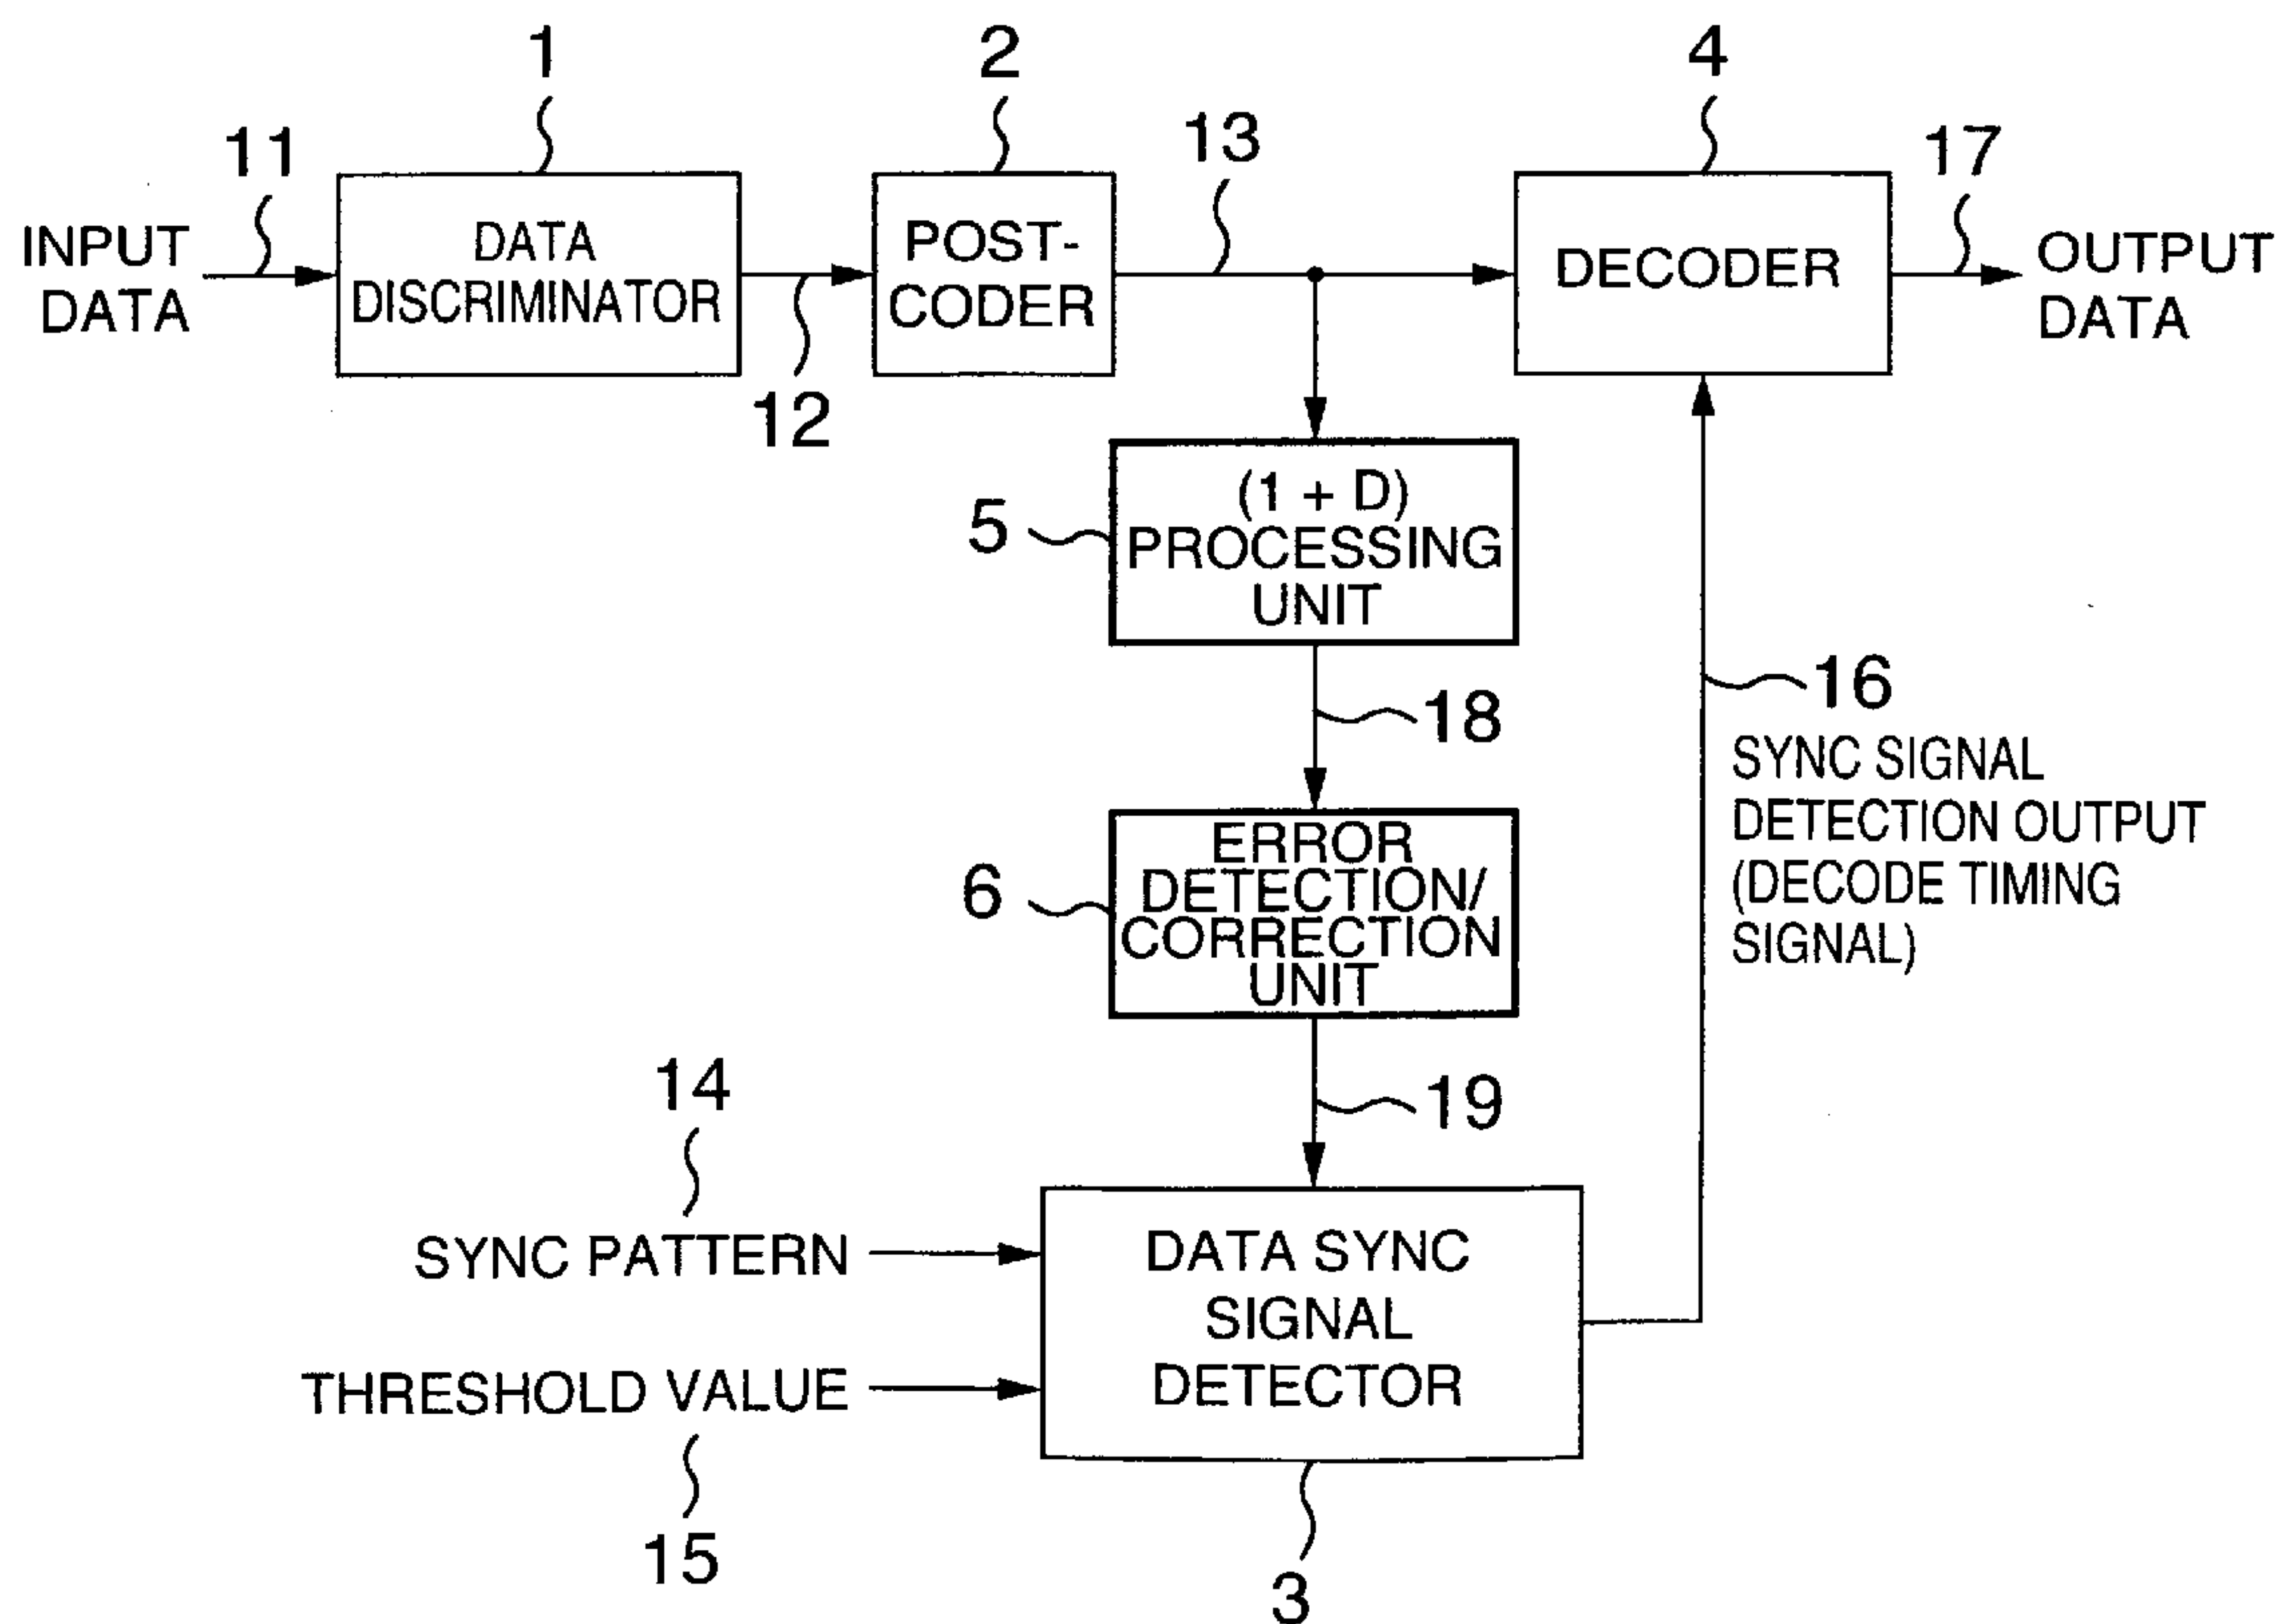 1
2
4
11
13
17
INPUT
DATA
DATA
DISCRIMINATOR
POST-
CODER
DECODER
OUTPUT
DATA
12
5
(1 + D)
PROCESSING
UNIT
18
16
SYNC SIGNAL
DETECTION OUTPUT
(DECODE TIMING
SIGNAL)
6
ERROR
DETECTION/
CORRECTION
UNIT
19
14
SYNC PATTERN
THRESHOLD VALUE
15
DATA SYNC
SIGNAL
DETECTOR
3